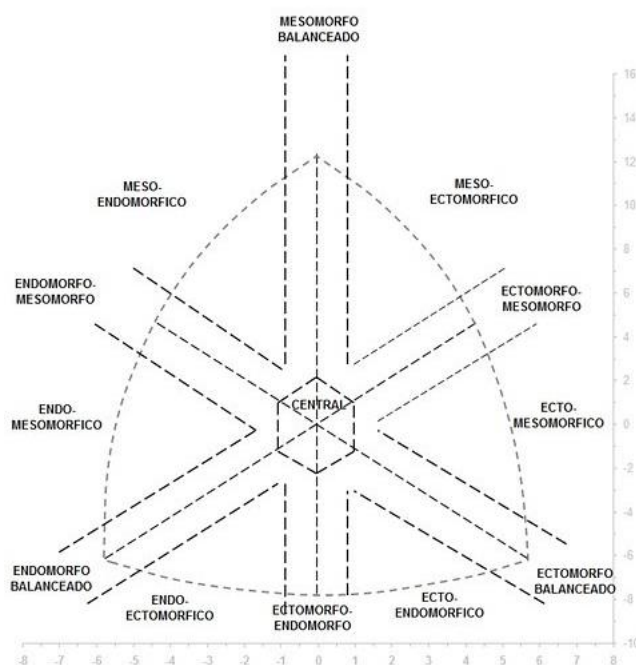 MESOMORFO
BALANCEADO
16
14
12
MESO-
ENDOMORFICO
MESO-
ECTOMORFICO
10
8
ENDOMORFO-
MESOMORFO
ECTOMORFO-
MESOMORFO
6
4
2
CENTRAL
ENDO-
MESOMORFICO
ECTO-
MESOMORFICO
0
-2
-4
-6
ENDOMORFO
BALANCEADO
ECTOMORFO
BALANCEADO
ENDO-
ECTOMORFICO
ECTOMORFO-
ENDOMORFO
ECTO-
ENDOMORFICO
-8
-10
-8 -7 -6 -5 -4 -3 -2 -1 0 1 2 3 4 5 6 7 8